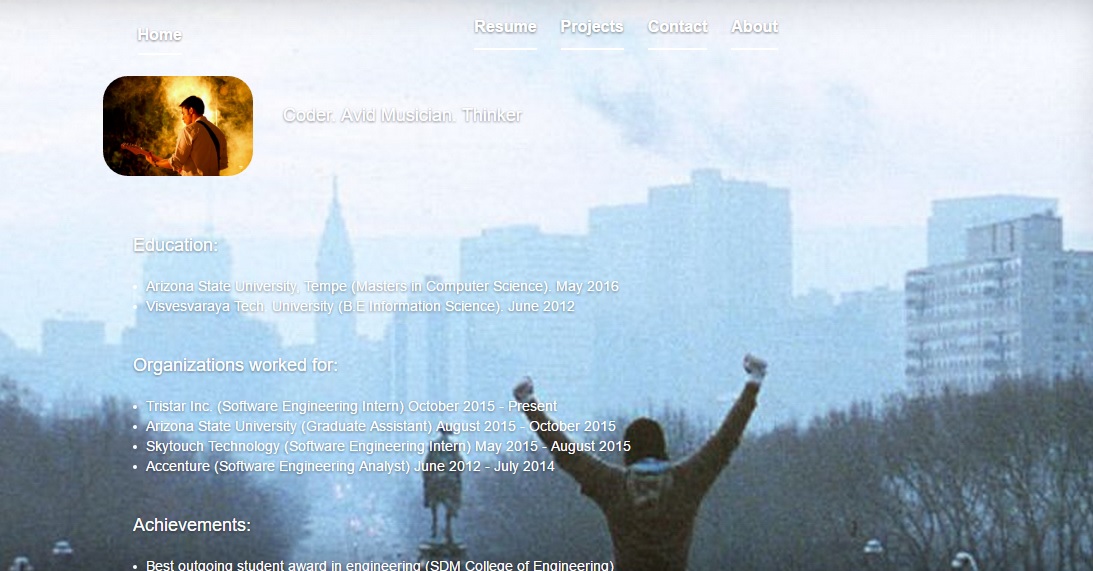 Home
Resume Projects Contact About
Coder. Avid Musician. Thinker
Education:
Arizona State University, Tempe (Masters in Computer Science). May 2016
Visvesvaraya Tech. University (B.E Information Science). June 2012
Organizations worked for:
Tristar Inc. (Software Engineering Intern) October 2015 - Present
Arizona State University (Graduate Assistant) August 2015 - October 2015
Skytouch Technology (Software Engineering Intern) May 2015 - August 2015
Accenture (Software Engineering Analyst) June 2012 - July 2014
Achievements:
Best outgoing student award in engineering (SDM College of Engineering)